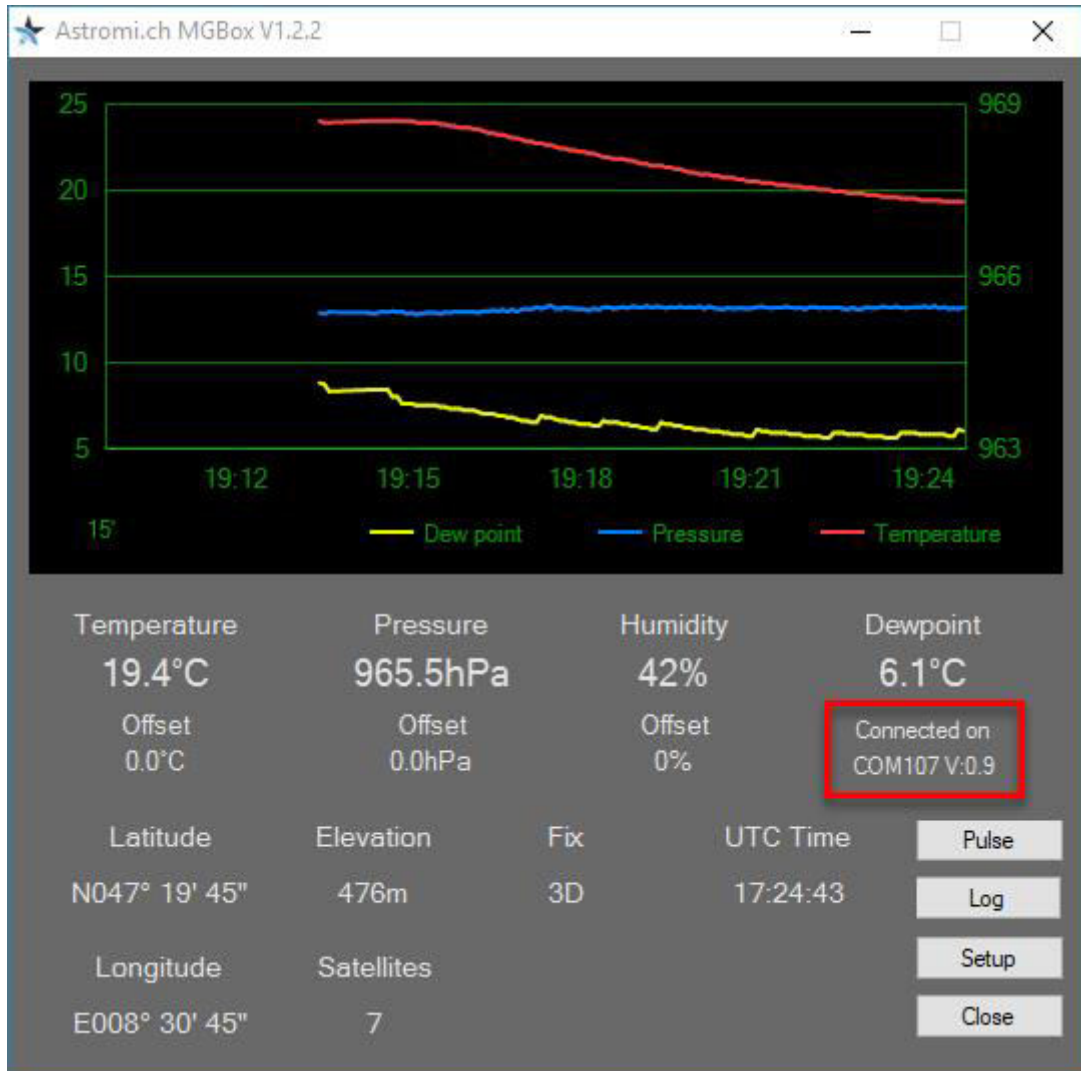 Astromi.ch MGBox V1.2.2
25
969
20
15
966
10
5
963
19:12 19:15 19:18 19:21 19:24
15'
Dew point Pressure Temperature
Temperature Pressure Humidity Dewpoint
19.4°C 965.5hPa 42% 6.1°C
Offset Offset Offset Connected on
0.0°C 0.0hPa 0% COM107 V:0.9
Latitude Elevation Fix UTC Time Pulse
N047° 19' 45" 476m 3D 17:24:43 Log
Longitude Satellites Setup
E008° 30' 45" 7 Close